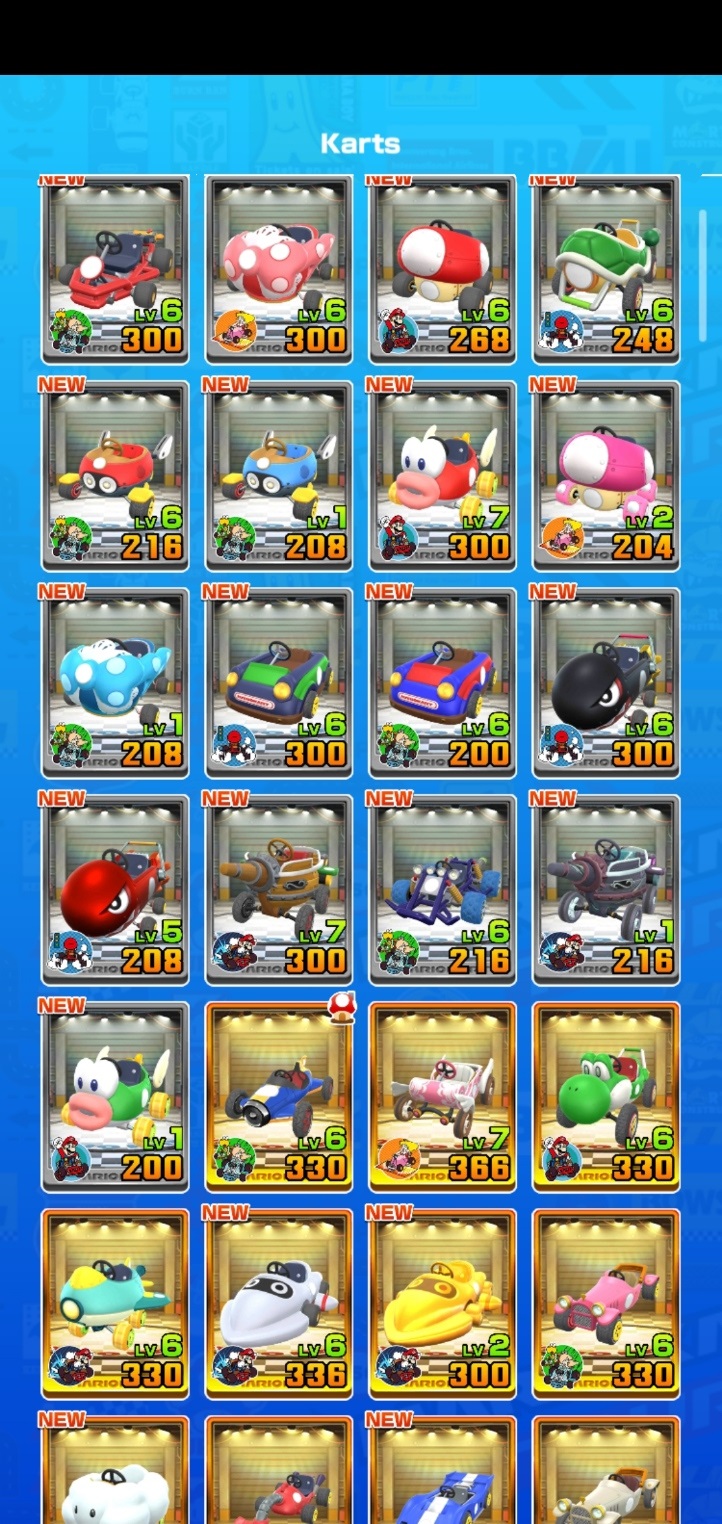 Karts
NEW NEW NEW
LV 6 LV 6 LV 6 LV 6
300 300 268 248
NEW NEW NEW NEW
LV 6 LV 1 LV 7 LV 2
216 208 300 204
NEW NEW NEW NEW
LV 1 LV 6 LV 6 LV 6
208 300 200 300
NEW NEW NEW NEW
LV 5 LV 7 LV 6 LV 1
208 300 216 216
NEW
LV 1 LV 6 LV 7 LV 6
200 330 366 330
NEW NEW
LV 6 LV 6 LV 2 LV 6
330 336 300 330
NEW NEW